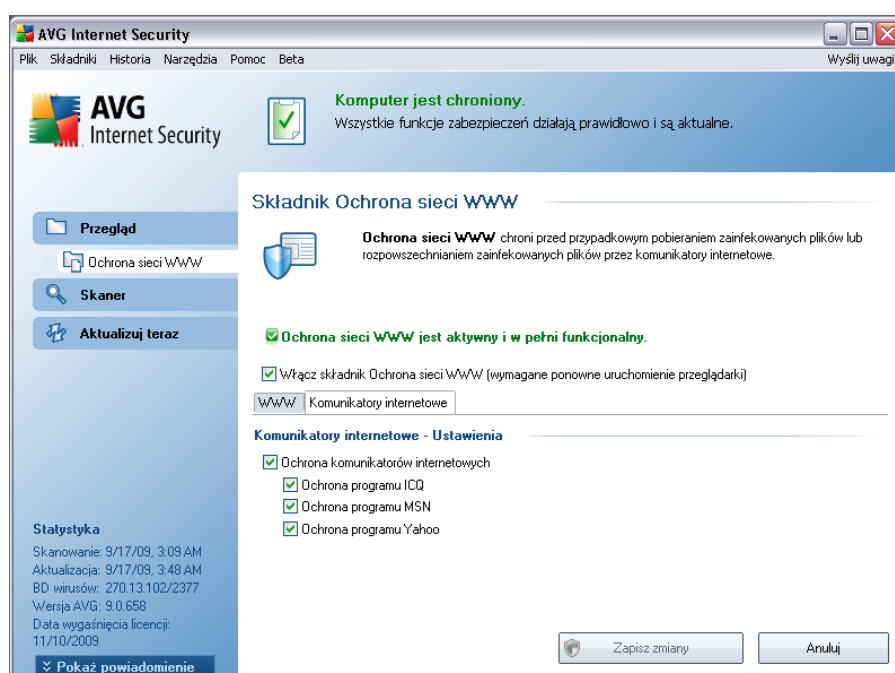 AVG Internet Security
Plik Składniki Historia Narzędzia Pomoc Beta
Wyślij uwagi
AVG
Internet Security
Komputer jest chroniony.
Wszystkie funkcje zabezpieczeń działają prawidłowo i są aktualne.
Przegląd
Ochrona sieci WWW
Skaner
Aktualizuj teraz
Składnik Ochrona sieci WWW
Ochrona sieci WWW chroni przed przypadkowym pobieraniem zainfekowanych plików lub
rozpowszechnianiem zainfekowanych plików przez komunikatory internetowe.
Ochrona sieci WWW jest aktywny i w pełni funkcjonalny.
Włącz składnik Ochrona sieci WWW (wymagane ponowne uruchomienie przeglądarki)
WWW Komunikatory internetowe
Komunikatory internetowe - Ustawienia
Ochrona komunikatorów internetowych
Ochrona programu ICQ
Ochrona programu MSN
Ochrona programu Yahoo
Statystyka
Skanowanie: 9/17/09, 3:09 AM
Aktualizacja: 9/17/09, 3:48 AM
BD wirusów: 270.13.102/2377
Wersja AVG: 9.0.658
Data wygaśnięcia licencji:
11/10/2009
Pokaż powiadomienie
Zapisz zmiany
Anuluj